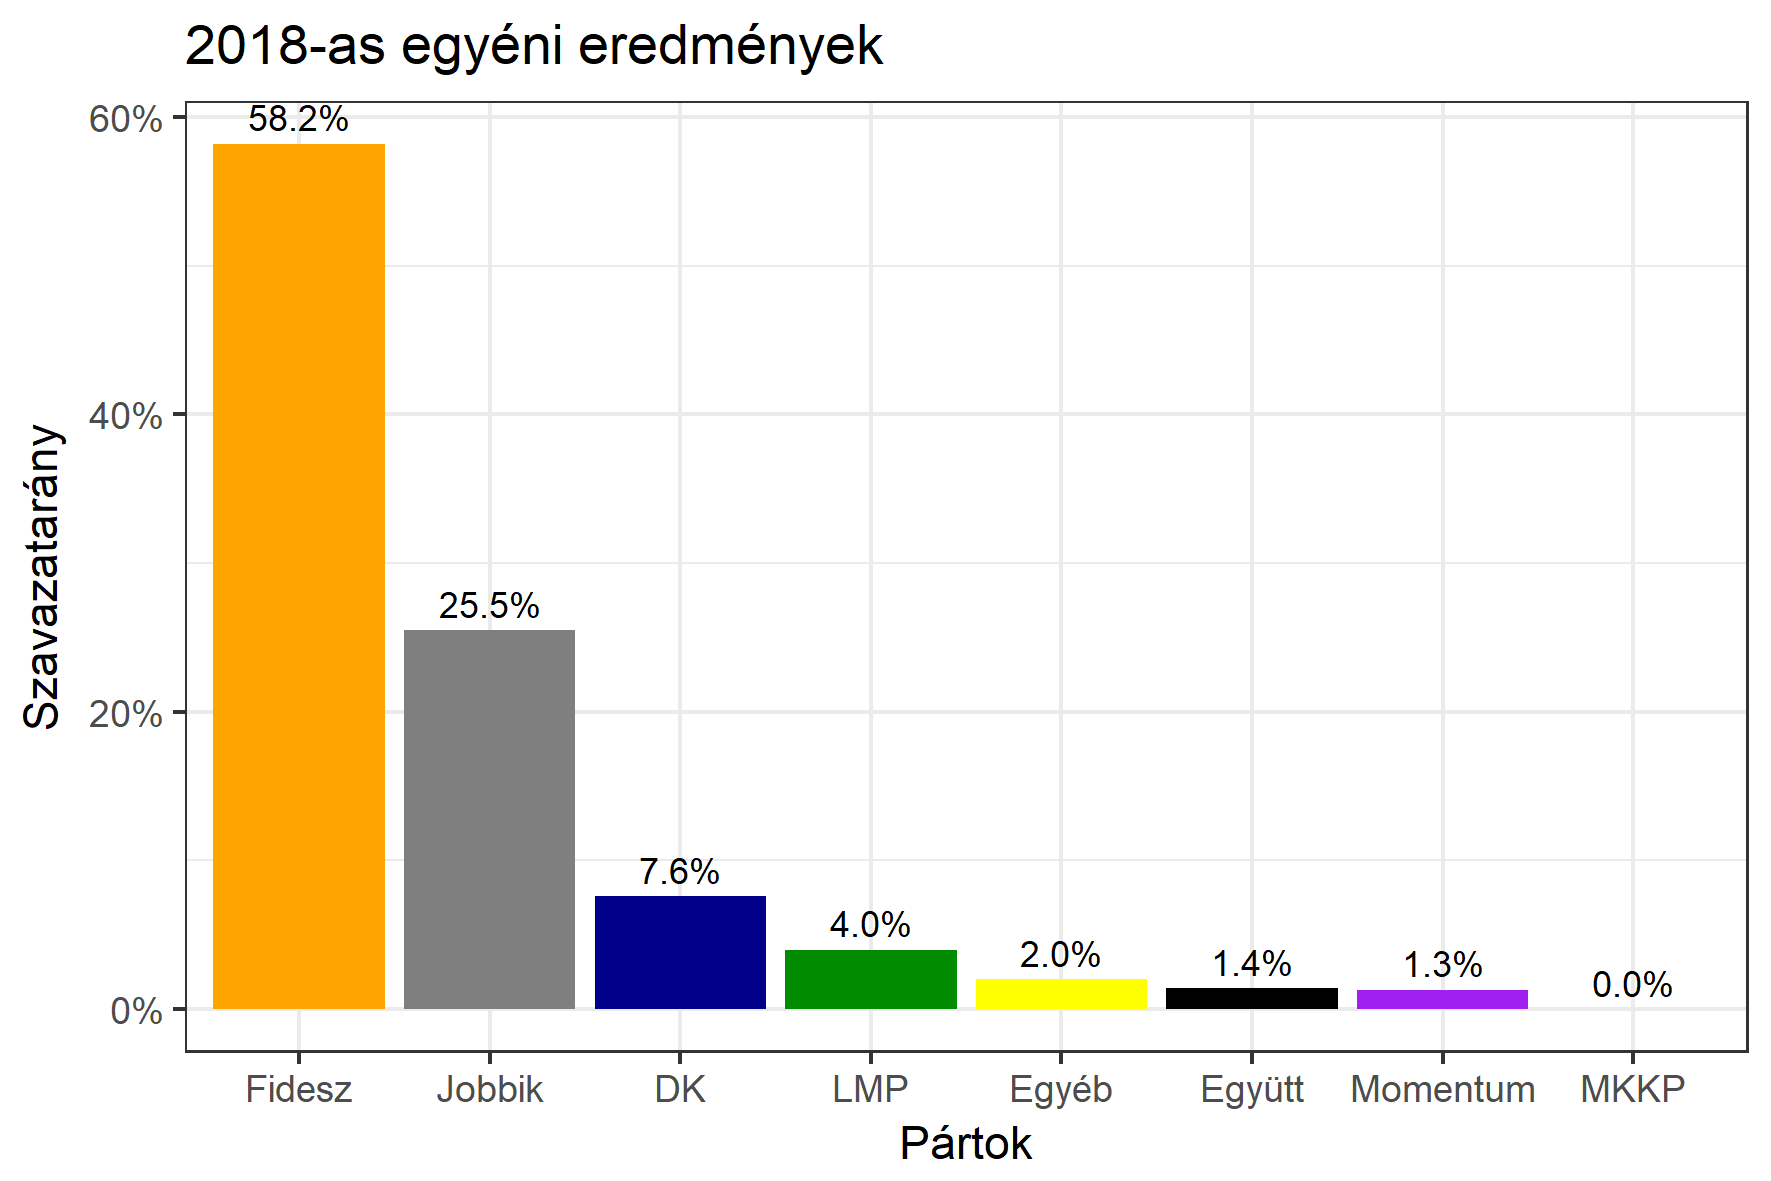 2018-as egyéni eredmények
Szavazatarány
60%
40%
20%
0%
58.2%
25.5%
7.6%
4.0%
2.0%
1.4%
1.3%
0.0%
Fidesz
Jobbik
DK
LMP
Egyéb
Együtt
Momentum
MKKP
Pártok